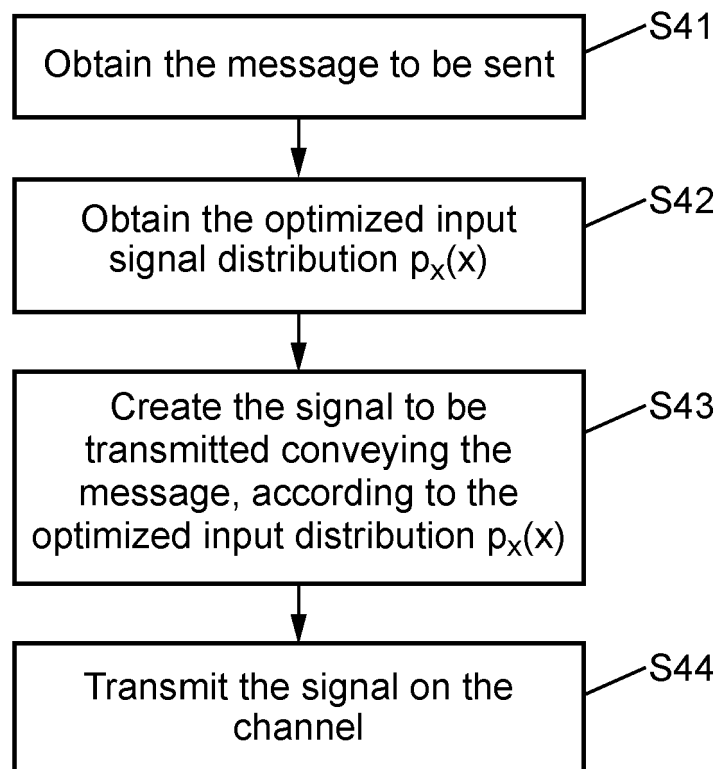 S41
Obtain the message to be sent
S42
Obtain the optimized input
signal distribution pₓ(x)
S43
Create the signal to be
transmitted conveying the
message, according to the
optimized input distribution pₓ(x)
S44
Transmit the signal on the
channel